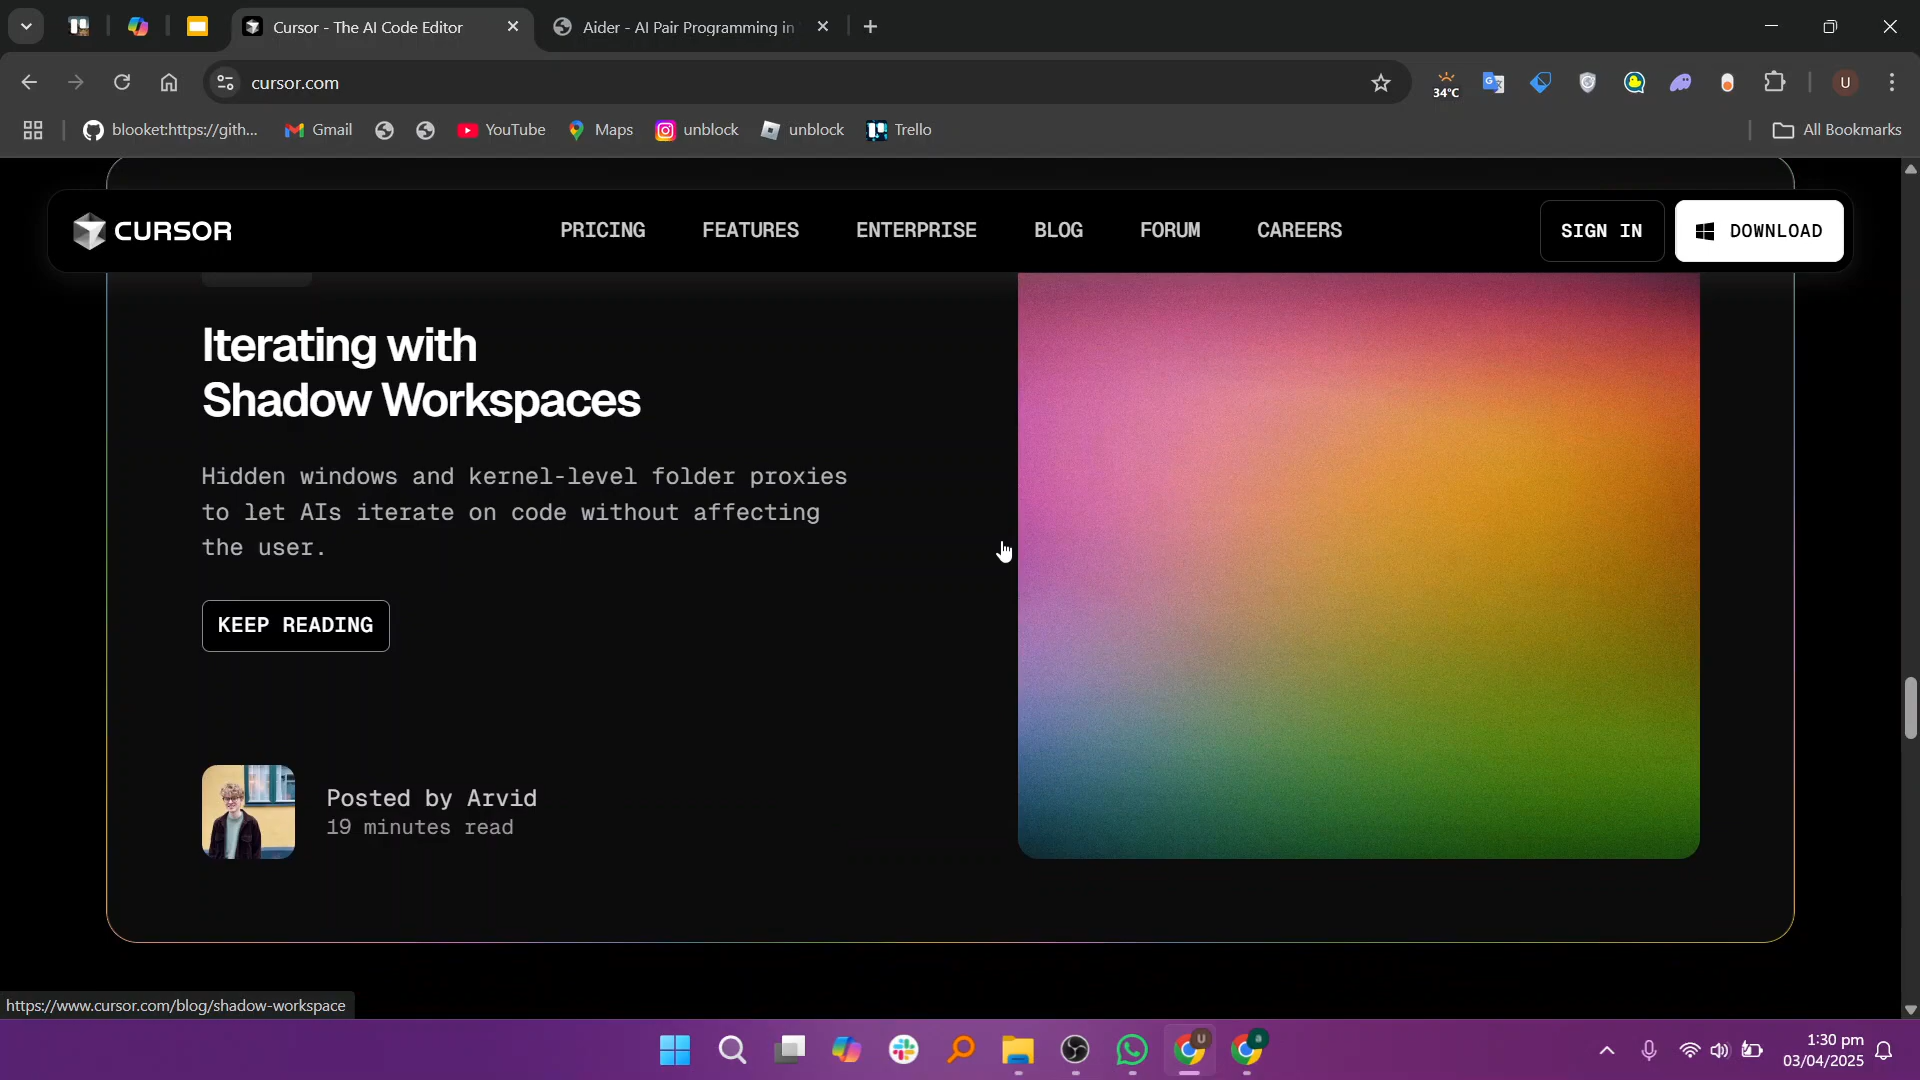 Cursor - The AI Code Editor
Aider - AI Pair Programming in
cursor.com
34°C
U
blooket:https://gith...
Gmail
YouTube
Maps
unblock
unblock
Trello
All Bookmarks
CURSOR
PRICING
FEATURES
ENTERPRISE
BLOG
FORUM
CAREERS
SIGN IN
DOWNLOAD
Iterating with
Shadow Workspaces
Hidden windows and kernel-level folder proxies
to let AIs iterate on code without affecting
the user.
KEEP READING
Posted by Arvid
19 minutes read
https://www.cursor.com/blog/shadow-workspace
U
a
1:30 pm
03/04/2025